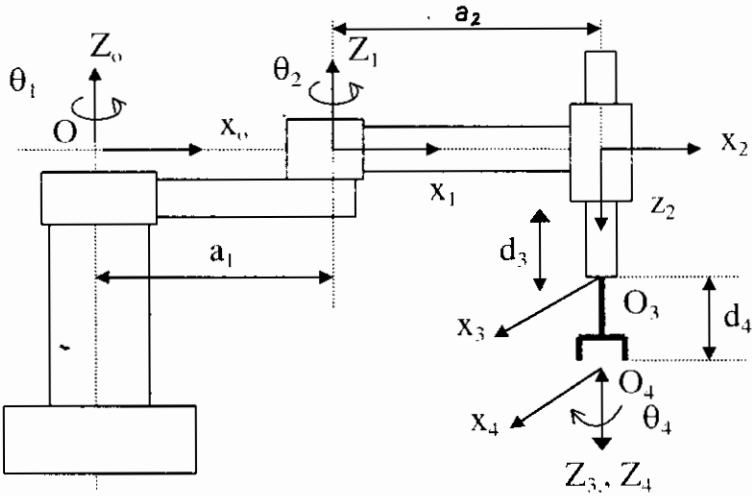 a₂
Zₒ
θ₁
θ₂
Z₁
O
xₒ
x₂
x₁
z₂
a₁
d₃
O₃
d₄
x₃
O₄
x₄
θ₄
Z₃, Z₄